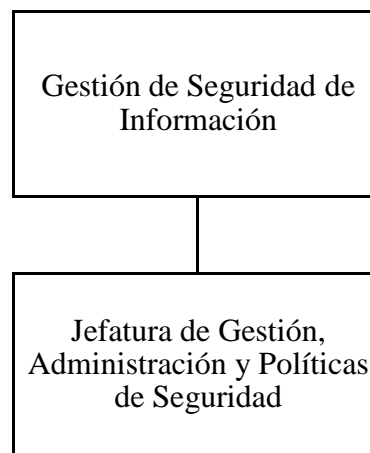 Gestión de Seguridad de
Información
Jefatura de Gestión,
Administración y Políticas
de Seguridad